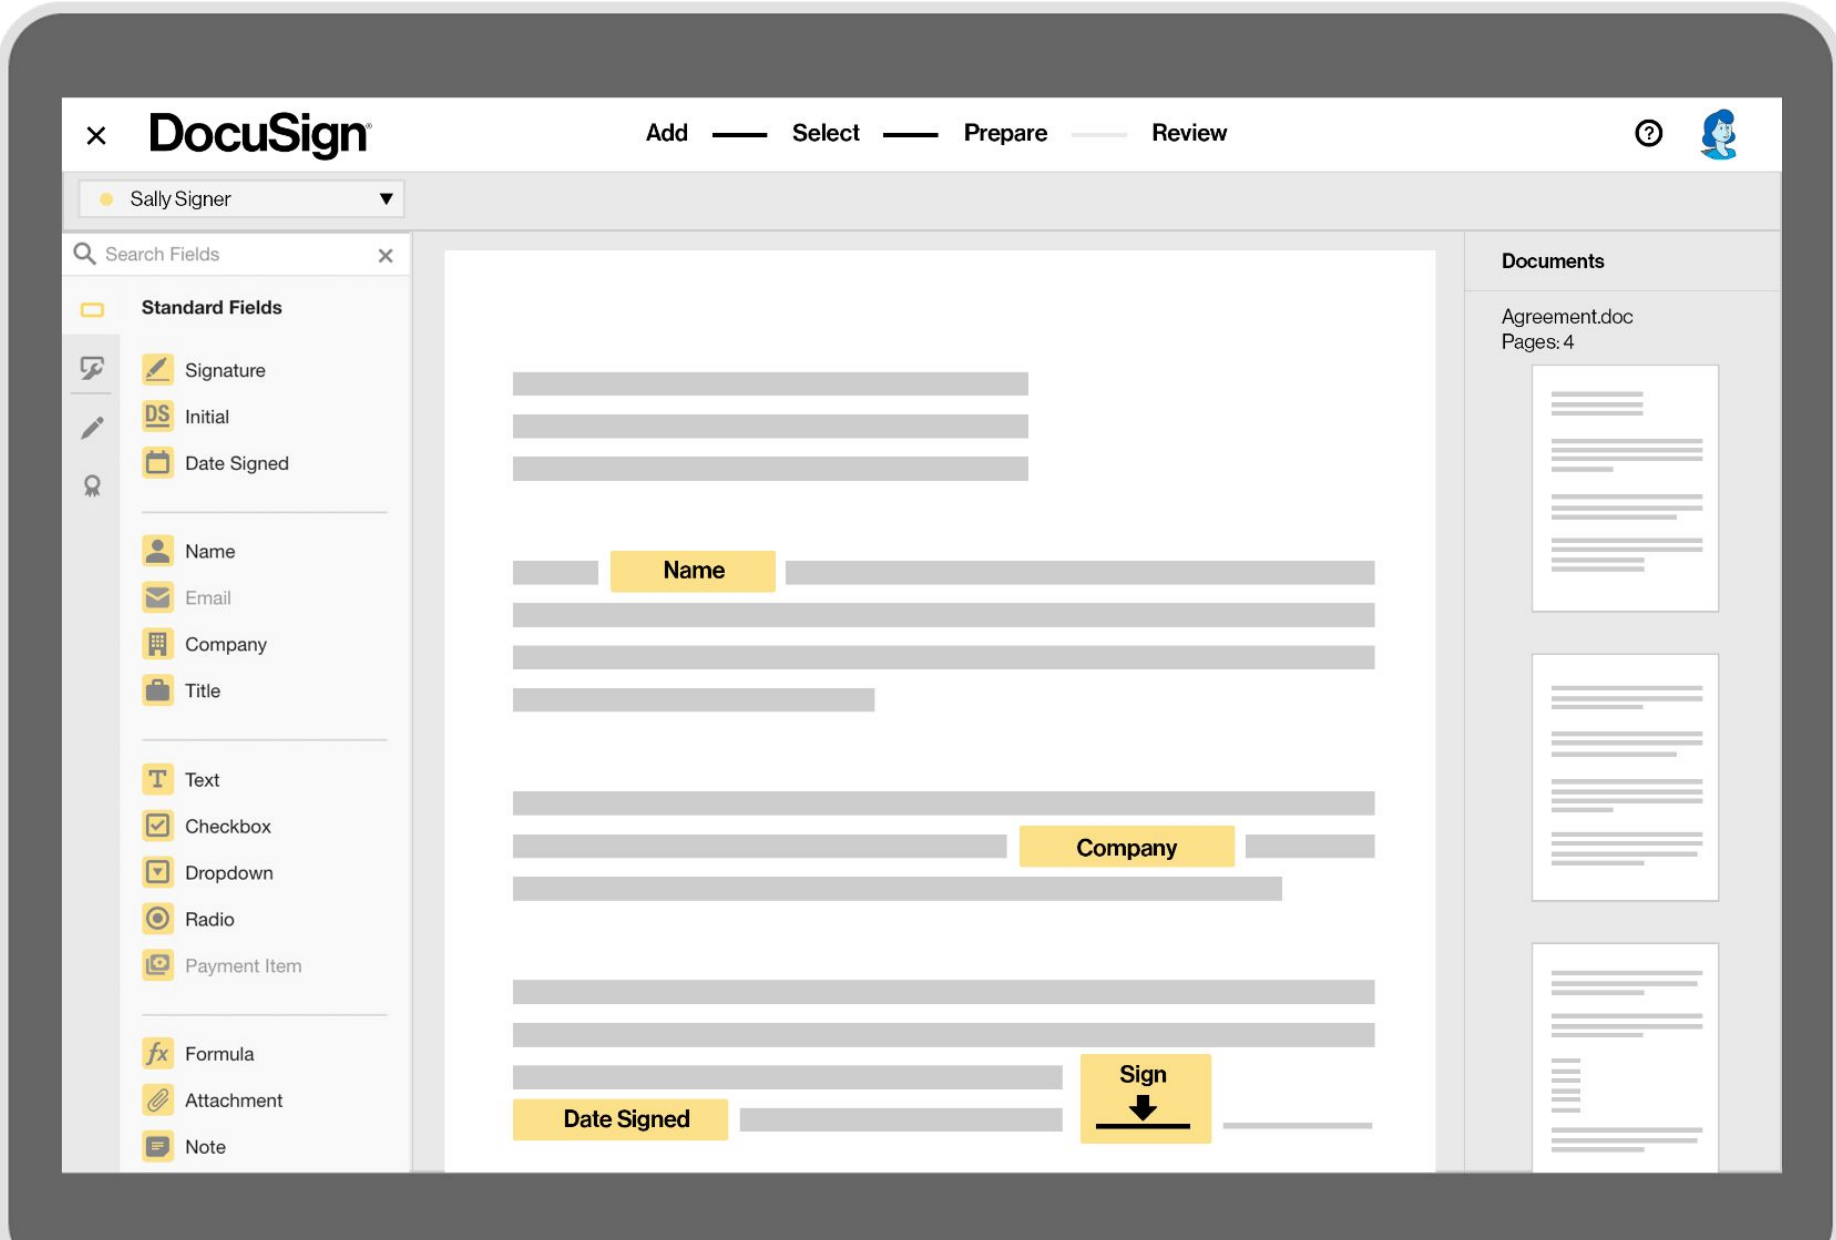 DocuSign
Add Select Prepare Review
?
Sally Signer
Search Fields
Standard Fields
Signature
DS Initial
Date Signed
Name
Email
Company
Title
T Text
Checkbox
Dropdown
Radio
Payment Item
fx Formula
Attachment
Note
Name
Company
Sign
Date Signed
Documents
Agreement.doc
Pages: 4